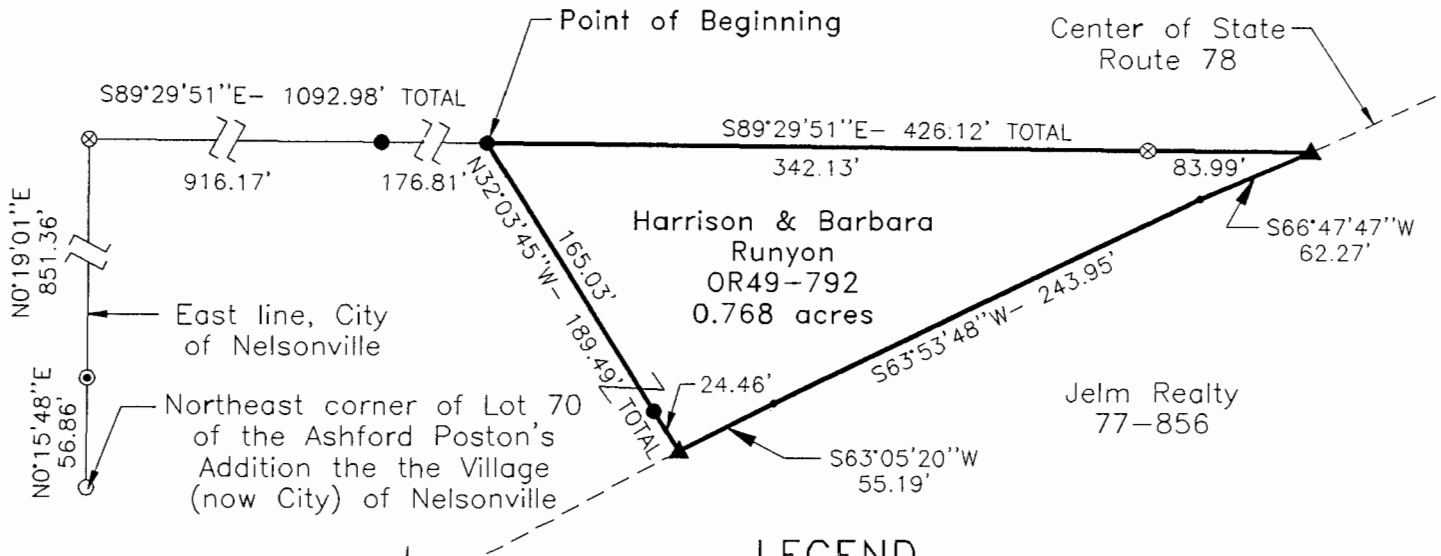 Point of Beginning
Center of State
Route 78
S89°29'51"E- 1092.98' TOTAL
S89°29'51"E- 426.12' TOTAL
916.17'
176.81'
342.13'
83.99'
N32°03'45"W- 189.49' TOTAL
165.03'
Harrison & Barbara
Runyon
OR49-792
0.768 acres
S66°47'47"W
62.27'
N0°19'01"E
851.36'
East line, City
of Nelsonville
S63°53'48"W- 243.95'
24.46'
Jelm Realty
77-856
N0°15'48"E
56.86'
Northeast corner of Lot 70
of the Ashford Poston's
Addition the the Village
(now City) of Nelsonville
S63°05'20"W
55.19'
LEGEND